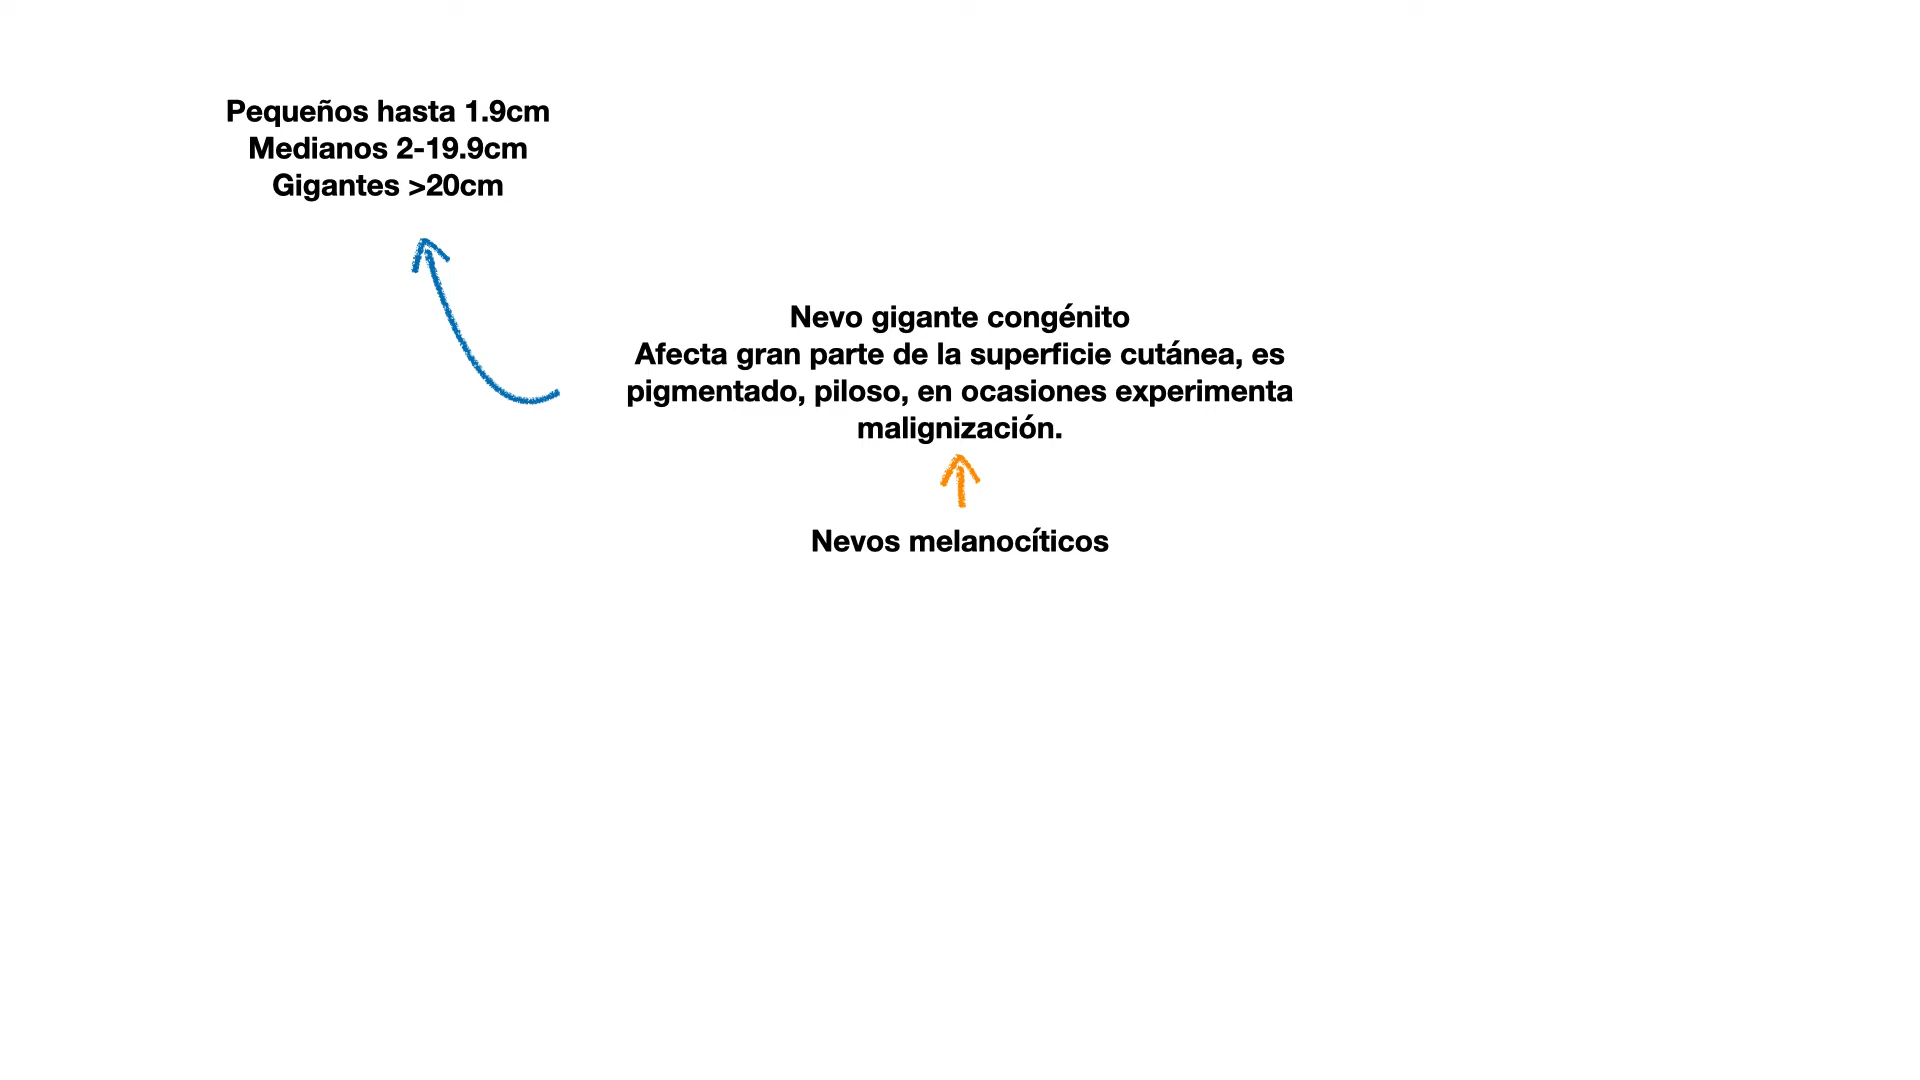 Pequeños hasta 1.9cm
Medianos 2-19.9cm
Gigantes >20cm
Nevo gigante congénito
Afecta gran parte de la superficie cutánea, es
pigmentado, piloso, en ocasiones experimenta
malignización.
Nevos melanocíticos